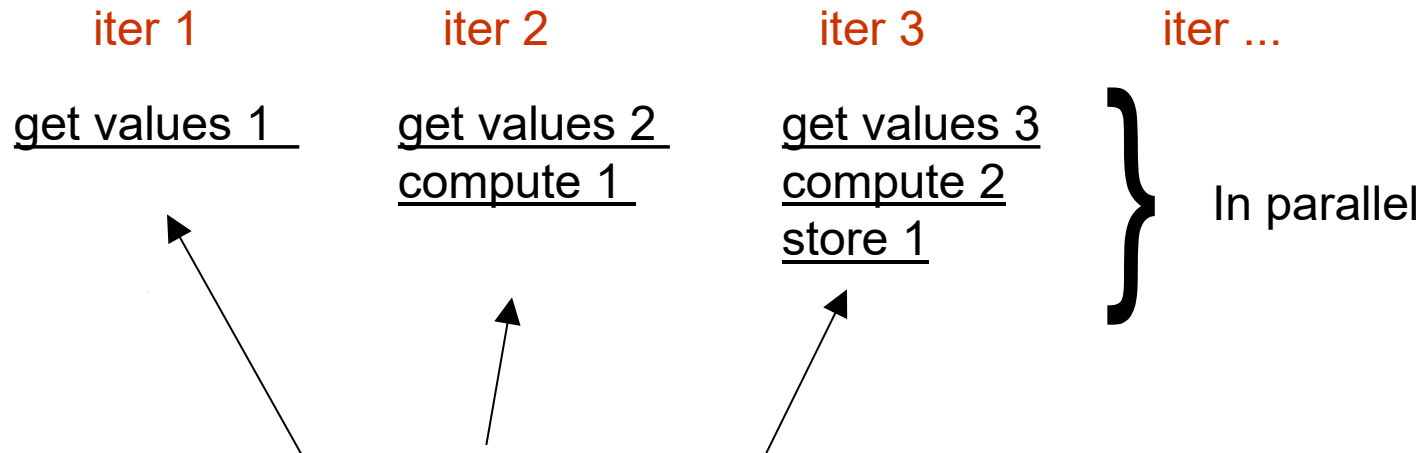 iter 1 iter 2 iter 3 iter ...
get values 1 get values 2 get values 3
compute 1 compute 2
store 1
In parallel